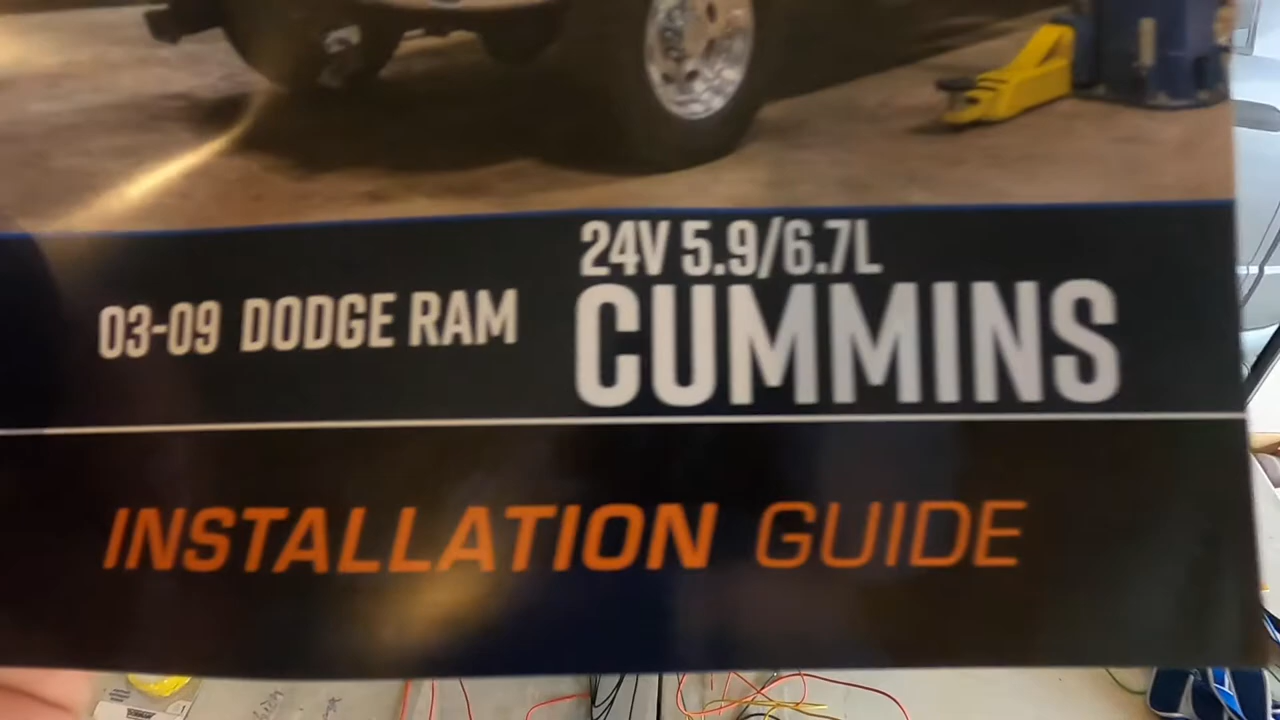 24V 5.9/6.7L
03-09 DODGE RAM
CUMMINS
INSTALLATION GUIDE